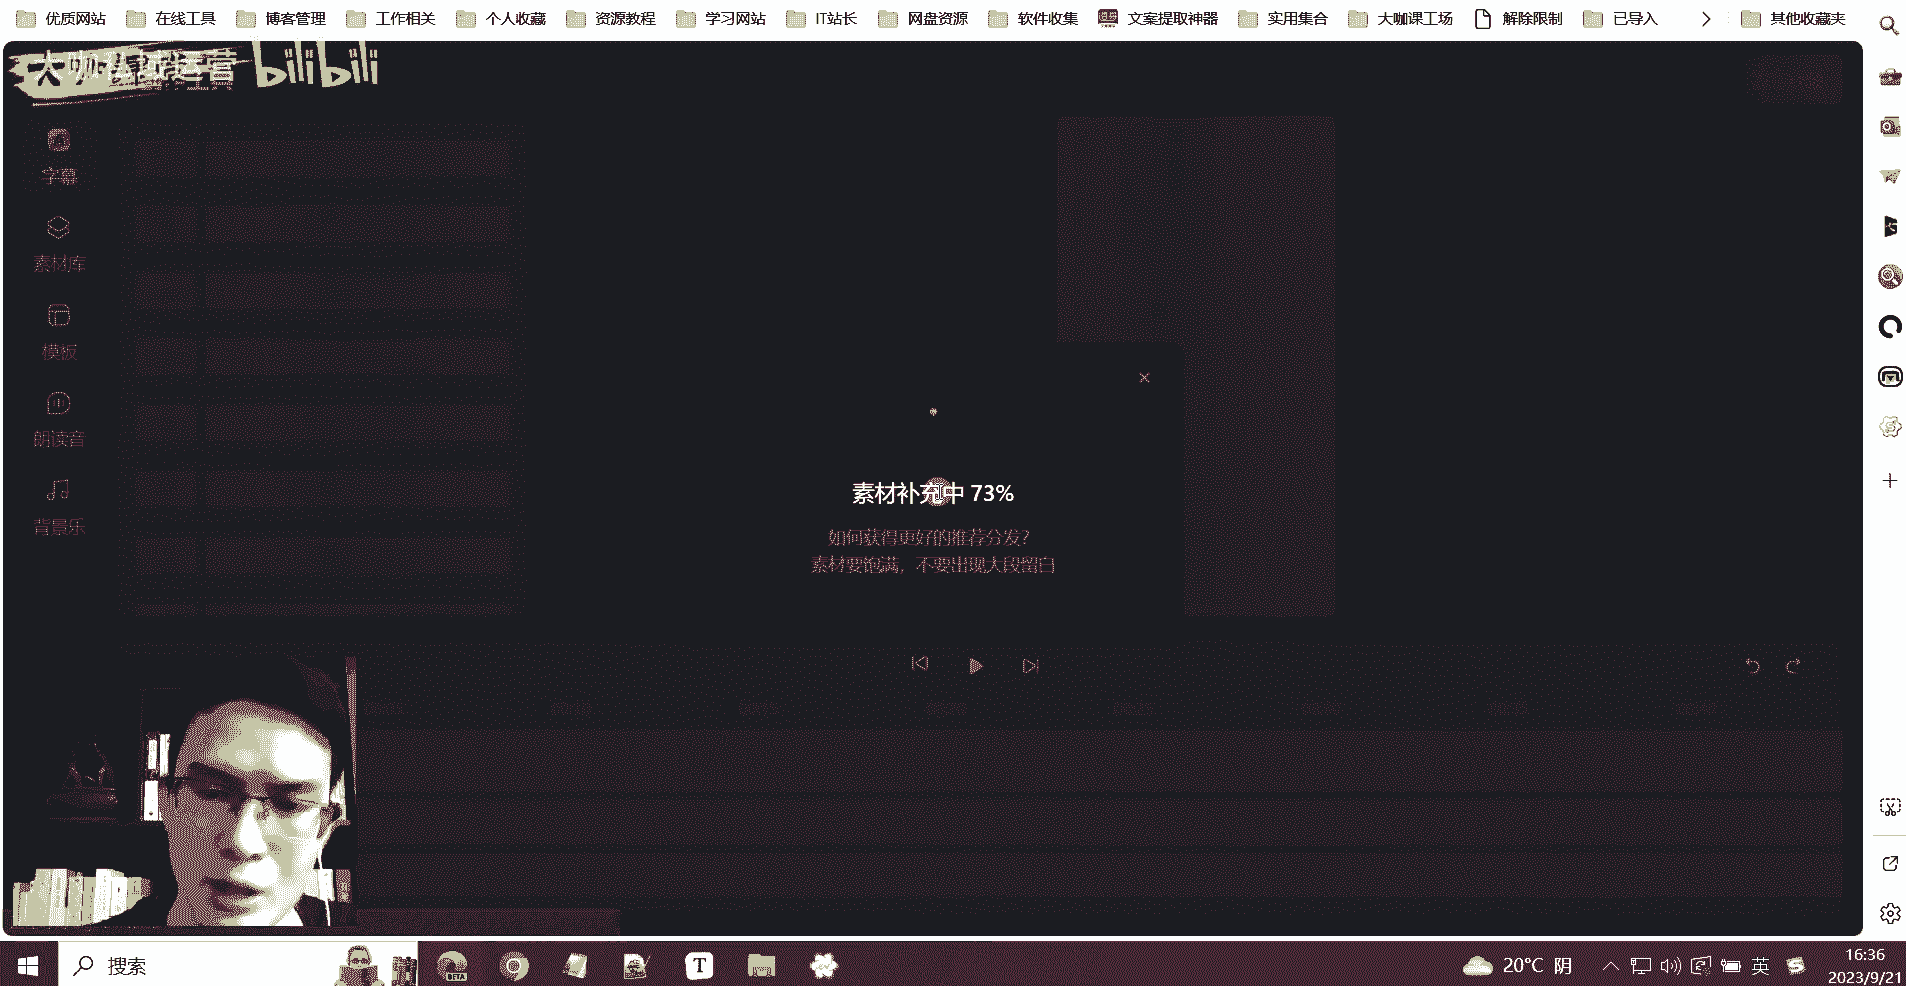 优质网站 在线工具 博客管理 工作相关 个人收藏 资源教程 学习网站 IT站长 网盘资源 软件收集 文案提取神器 实用集合 大咖课工场 解除限制 已导入 其他收藏夹
大咖私域运营 bilibili
字幕
素材库
模板
朗读音
背景乐
素材补充中 73%
如何获得更好的推荐分发?
素材要饱满，不要出现大段留白
搜索
BETA
T
20°C 阴
英
16:36
2023/9/21